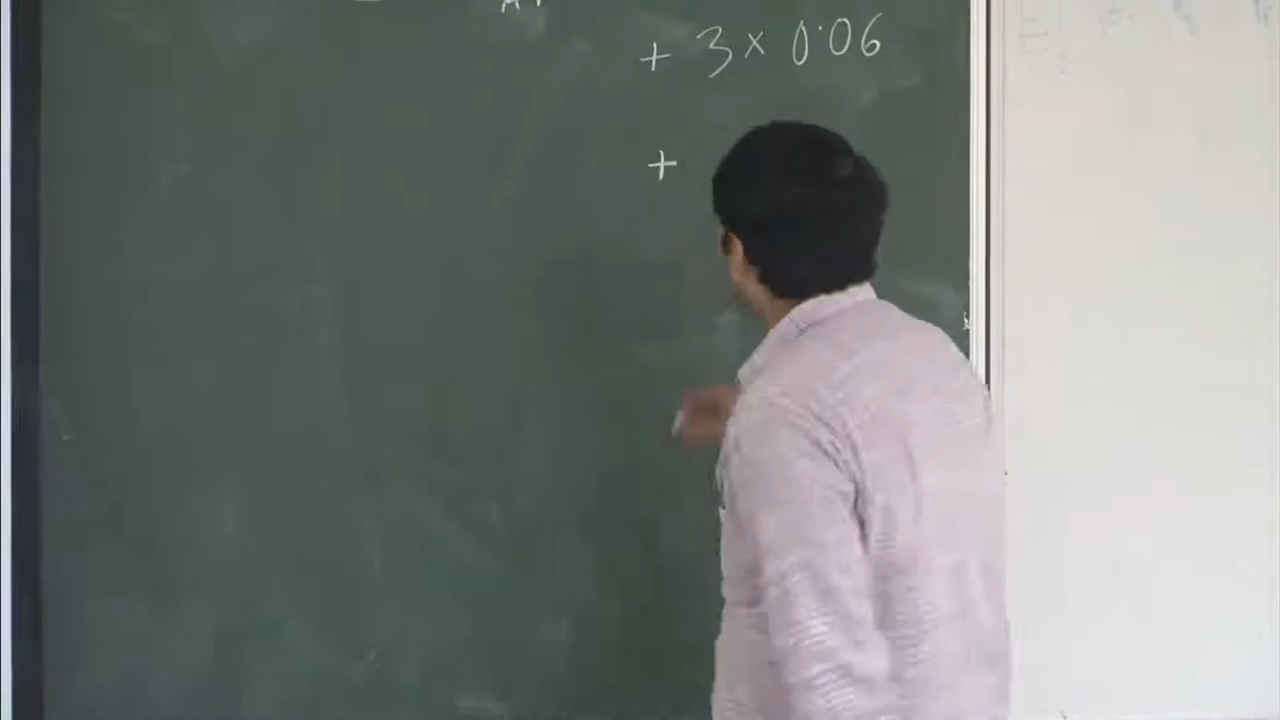 + 3 × 0.06
+